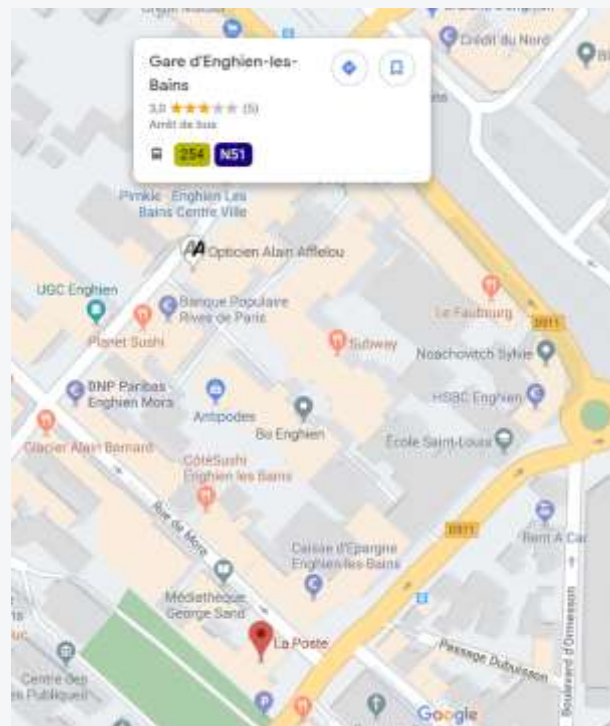 Crédit du Nord
Gare d'Enghien-les-
Bains
3,0 (5)
Arrêt de bus
254 N51
Pimkie - Enghien Les
Bains Centre Ville
Opticien Alain Afflelou
UGC Enghien
Banque Populaire
Rives de Paris
Planet Sushi
Le Faubourg
D311
Subway
Noachovitch Sylvie
BNP Paribas -
Enghien Mora
Antipodes
HSBC Enghien
Bo Enghien
École Saint-Louis
Glacier Alain Bernard
CôtéSushi
Enghien les Bains
Rue de Mora
D311
Rent A Car
Caisse d'Epargne
Enghien-les-Bains
Médiathèque
George Sand
La Poste
Passage Dubuisson
Boulevard d'Ormesson
Centre des
Publiques
Google